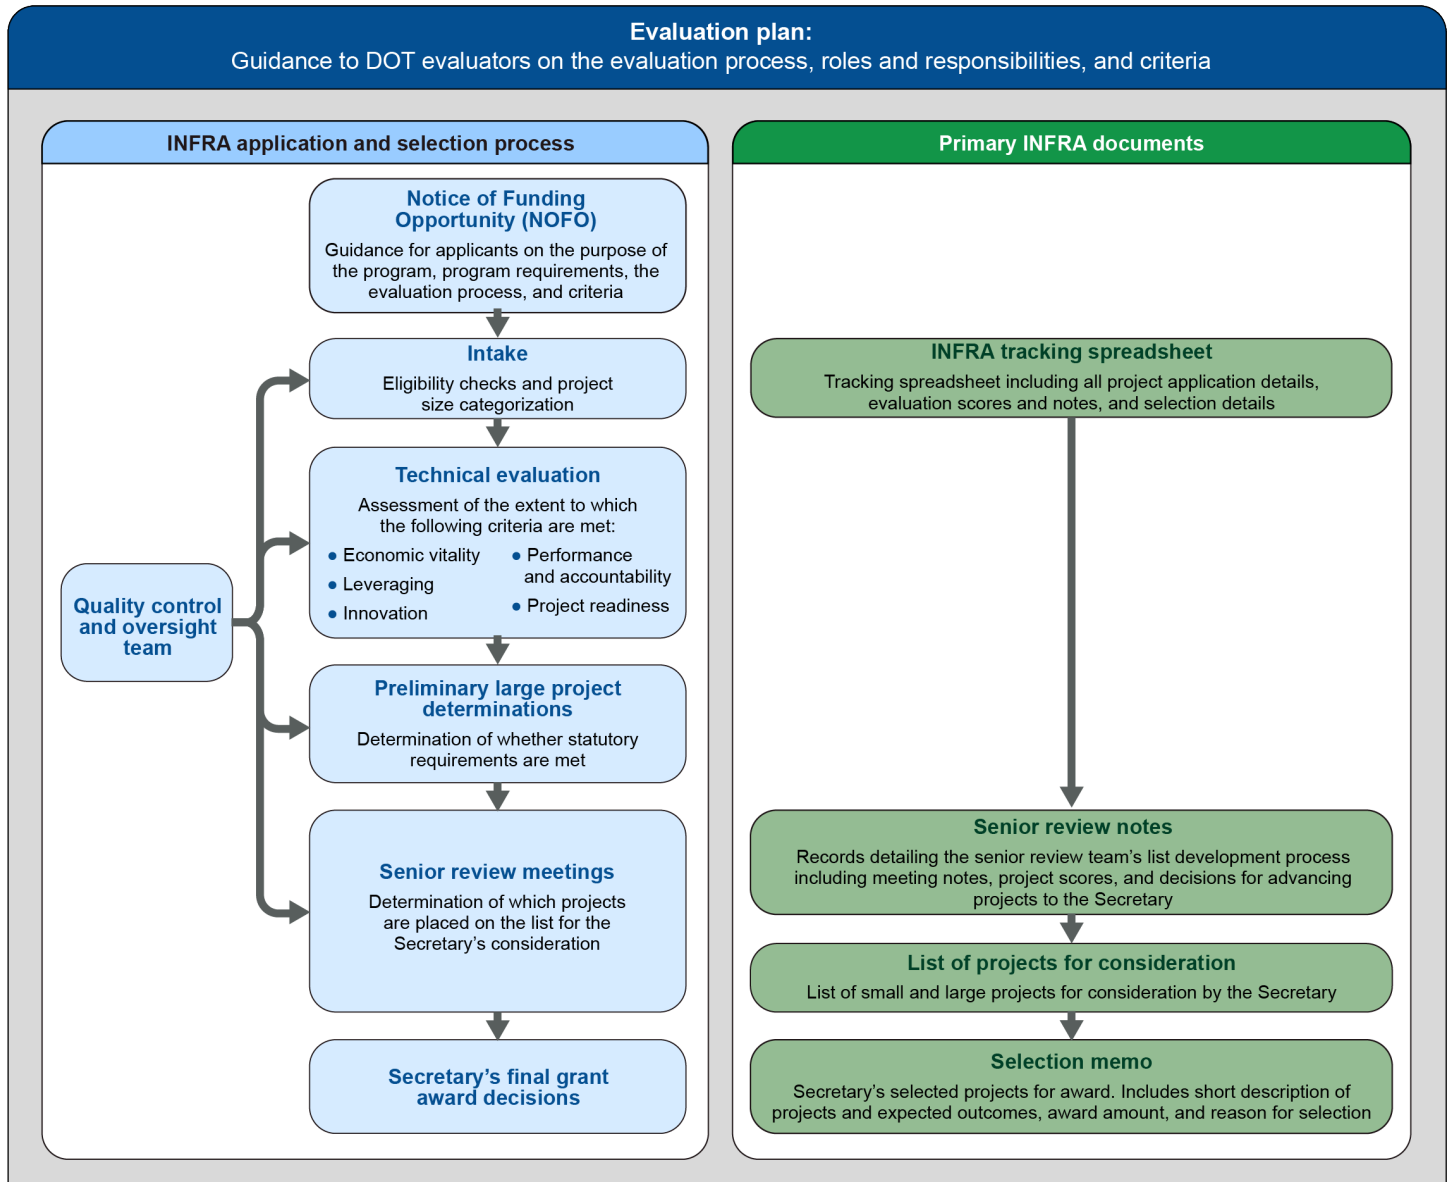 Evaluation plan:
Guidance to DOT evaluators on the evaluation process, roles and responsibilities, and criteria
INFRA application and selection process
Notice of Funding
Opportunity (NOFO)
Guidance for applicants on the purpose of
the program, program requirements, the
evaluation process, and criteria
Intake
Eligibility checks and project
size categorization
Technical evaluation
Assessment of the extent to which
the following criteria are met:
● Economic vitality
● Leveraging
● Innovation
● Performance
and accountability
● Project readiness
Quality control
and oversight
team
Preliminary large project
determinations
Determination of whether statutory
requirements are met
Senior review meetings
Determination of which projects
are placed on the list for the
Secretary’s consideration
Secretary’s final grant
award decisions
Primary INFRA documents
INFRA tracking spreadsheet
Tracking spreadsheet including all project application details,
evaluation scores and notes, and selection details
Senior review notes
Records detailing the senior review team’s list development process
including meeting notes, project scores, and decisions for advancing
projects to the Secretary
List of projects for consideration
List of small and large projects for consideration by the Secretary
Selection memo
Secretary’s selected projects for award. Includes short description of
projects and expected outcomes, award amount, and reason for selection